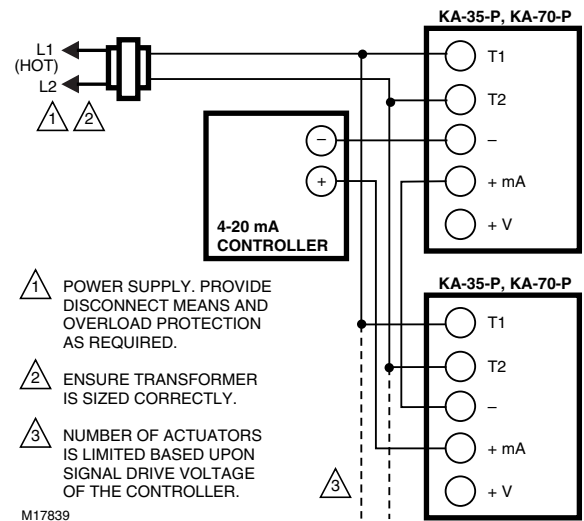 KA-35-P, KA-70-P
L1
(HOT)
L2
1
2
T1
T2
–
+ mA
+ V
–
+
4-20 mA
CONTROLLER
KA-35-P, KA-70-P
T1
T2
–
+ mA
+ V
1 POWER SUPPLY. PROVIDE
DISCONNECT MEANS AND
OVERLOAD PROTECTION
AS REQUIRED.
2 ENSURE TRANSFORMER
IS SIZED CORRECTLY.
3 NUMBER OF ACTUATORS
IS LIMITED BASED UPON
SIGNAL DRIVE VOLTAGE
OF THE CONTROLLER.
3
M17839